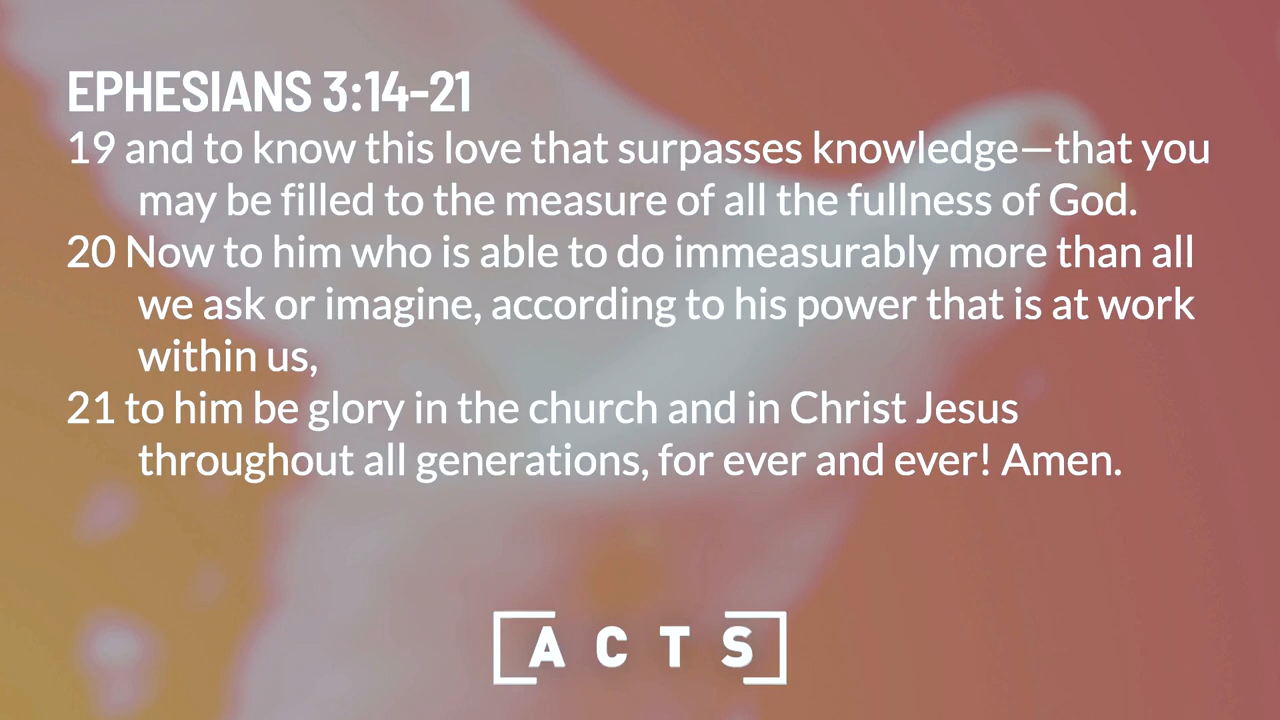 EPHESIANS 3:14–21
19 and to know this love that surpasses knowledge—that you
may be filled to the measure of all the fullness of God.
20 Now to him who is able to do immeasurably more than all
we ask or imagine, according to his power that is at work
within us,
21 to him be glory in the church and in Christ Jesus
throughout all generations, for ever and ever! Amen.
ACTS